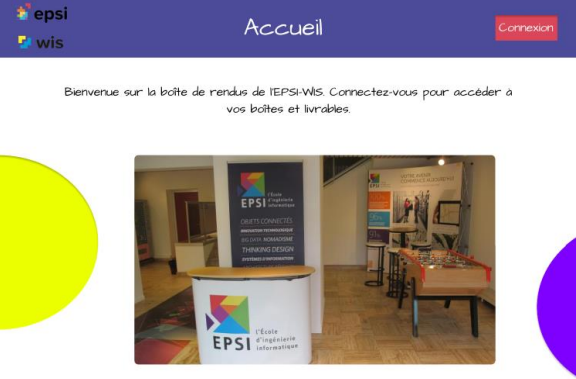 epsi
wis
Accueil
Connexion
Bienvenue sur la boîte de rendus de l'EPSI-WIS. Connectez-vous pour accéder à
vos boîtes et livrables.
EPSI
l'École
d'ingénierie
informatique
OBJETS CONNECTÉS
INNOVATION TECHNOLOGIQUE
BIG DATA NOMADISME
THINKING DESIGN
SYSTÈMES D'INFORMATION
EPSI
l'École
d'ingénierie
informatique
EPSI